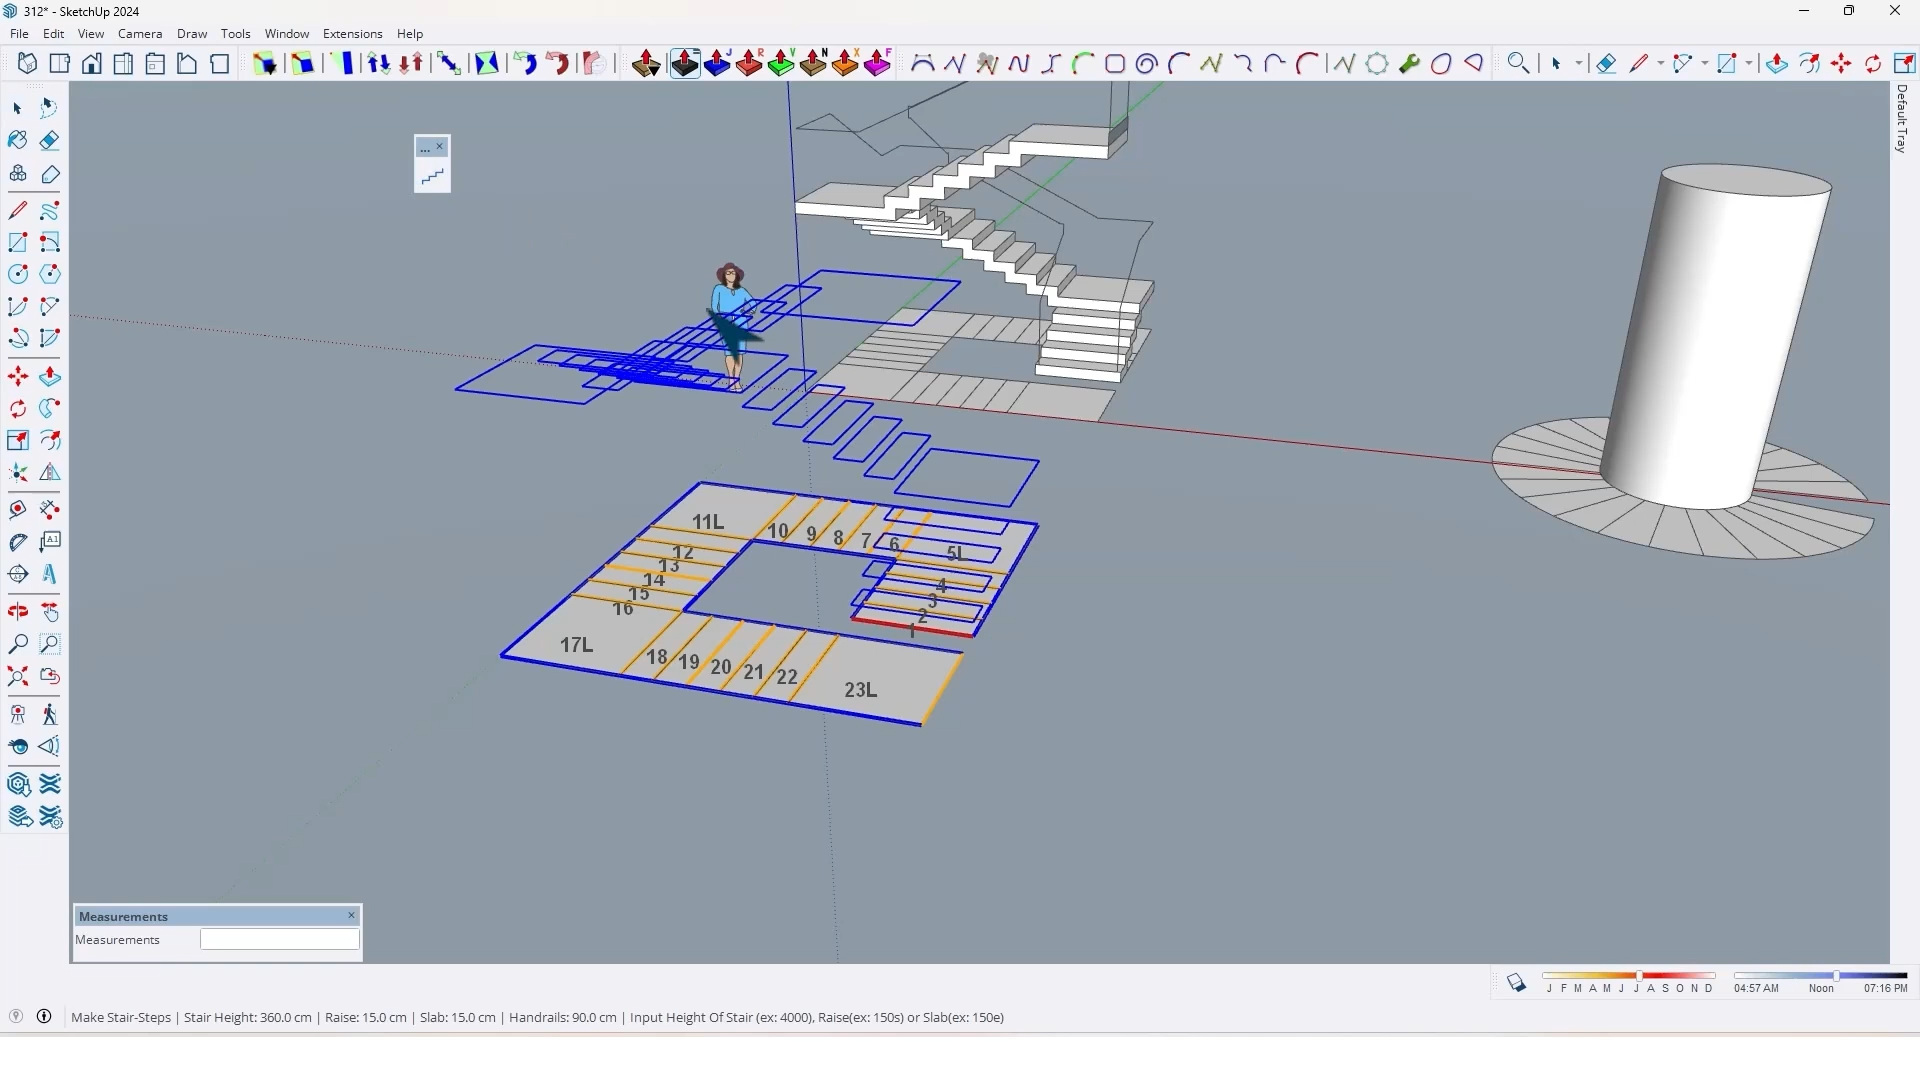 312* - SketchUp 2024
File Edit View Camera Draw Tools Window Extensions Help
J R V N X F
Default Tray
...
A1
11L 10 9 8 7 6 5L
12
13
14
15
16
4
3
2
1
17L 18 19 20 21 22 23L
Measurements
Measurements
J F M A M J J A S O N D
04:57 AM Noon 07:16 PM
Make Stair-Steps | Stair Height: 360.0 cm | Raise: 15.0 cm | Slab: 15.0 cm | Handrails: 90.0 cm | Input Height Of Stair (ex: 4000), Raise(ex: 150s) or Slab(ex: 150e)